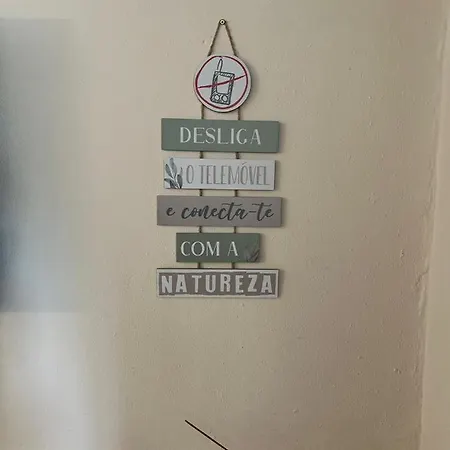 DESLIGA
O TELEMÓVEL
e conecta-te
COM A
NATUREZA